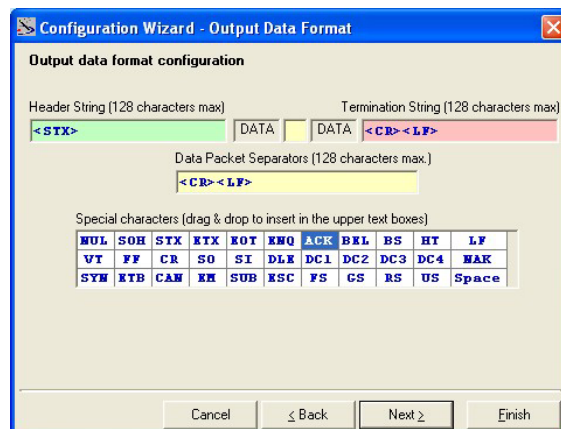 Configuration Wizard - Output Data Format
Output data format configuration
Header String (128 characters max)
Termination String (128 characters max)
<STX>
DATA
DATA
<CR><LF>
Data Packet Separators (128 characters max.)
<CR><LF>
Special characters (drag & drop to insert in the upper text boxes)
NUL SOH STX ETX EOT ENQ ACK BEL BS HT LF
VT FF CR SO SI DLE DC1 DC2 DC3 DC4 NAK
SYN ETB CAN EM SUB ESC FS GS RS US Space
Cancel
< Back
Next >
Finish